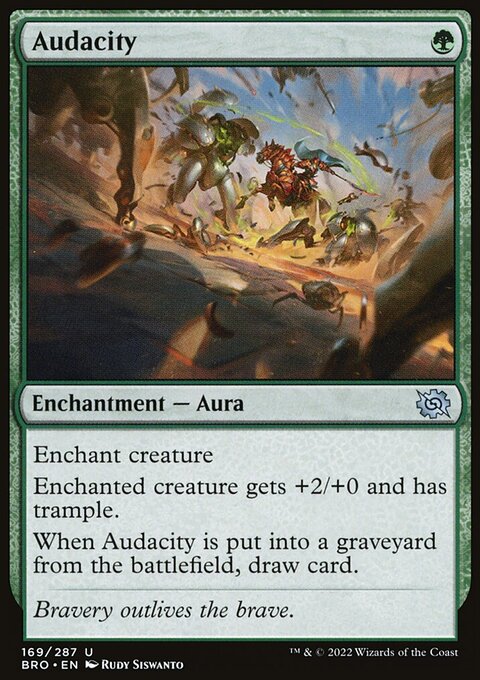 Audacity
Enchantment — Aura
Enchant creature
Enchanted creature gets +2/+0 and has
trample.
When Audacity is put into a graveyard
from the battlefield, draw card.
Bravery outlives the brave.
169/287 U
BRO • EN Rudy Siswanto
™ & © 2022 Wizards of the Coast